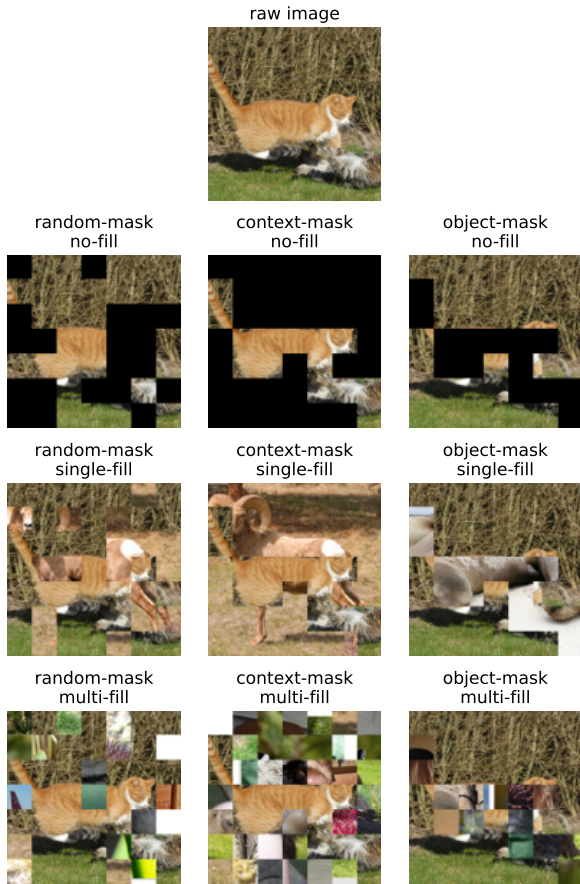 raw image
random-mask
no-fill
context-mask
no-fill
object-mask
no-fill
random-mask
single-fill
context-mask
single-fill
object-mask
single-fill
random-mask
multi-fill
context-mask
multi-fill
object-mask
multi-fill